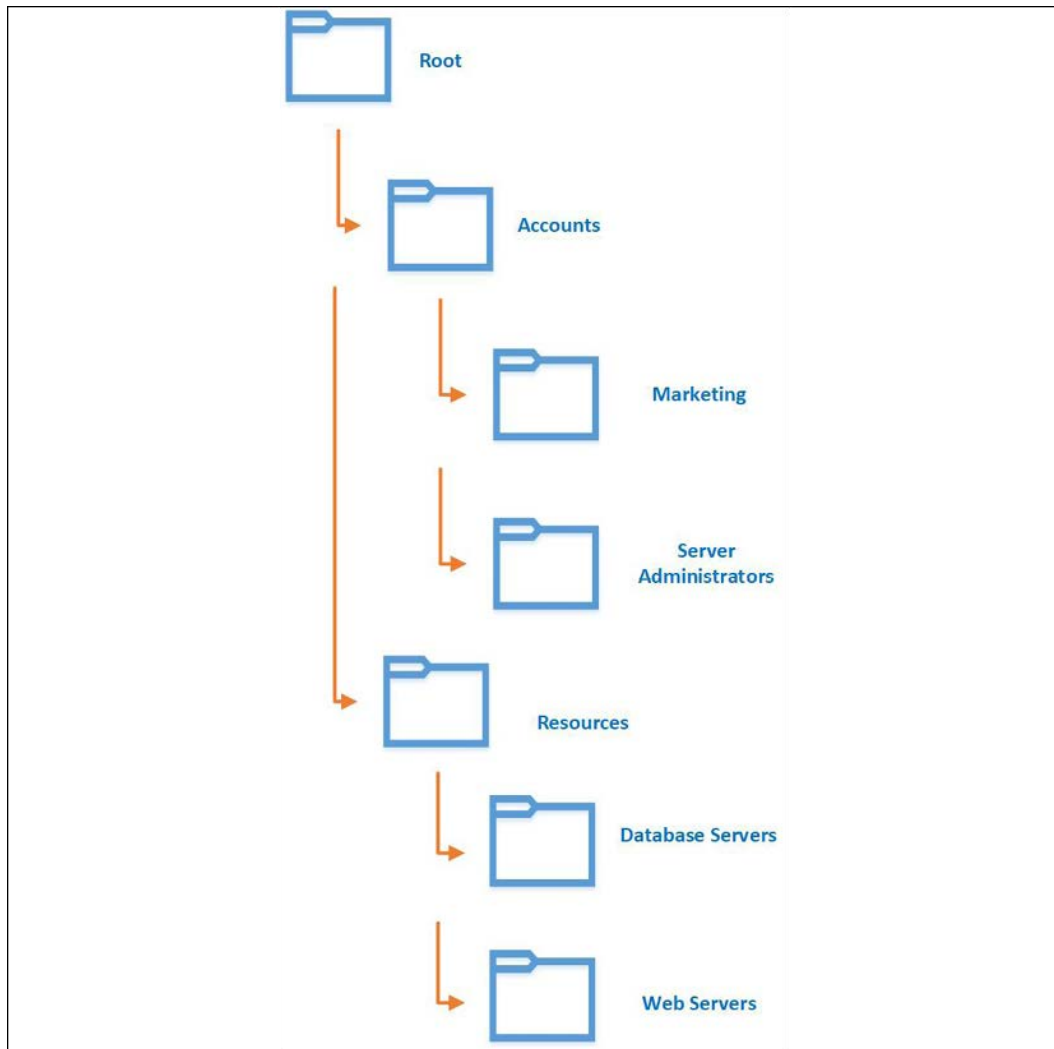 Root
Accounts
Marketing
Server
Administrators
Resources
Database Servers
Web Servers